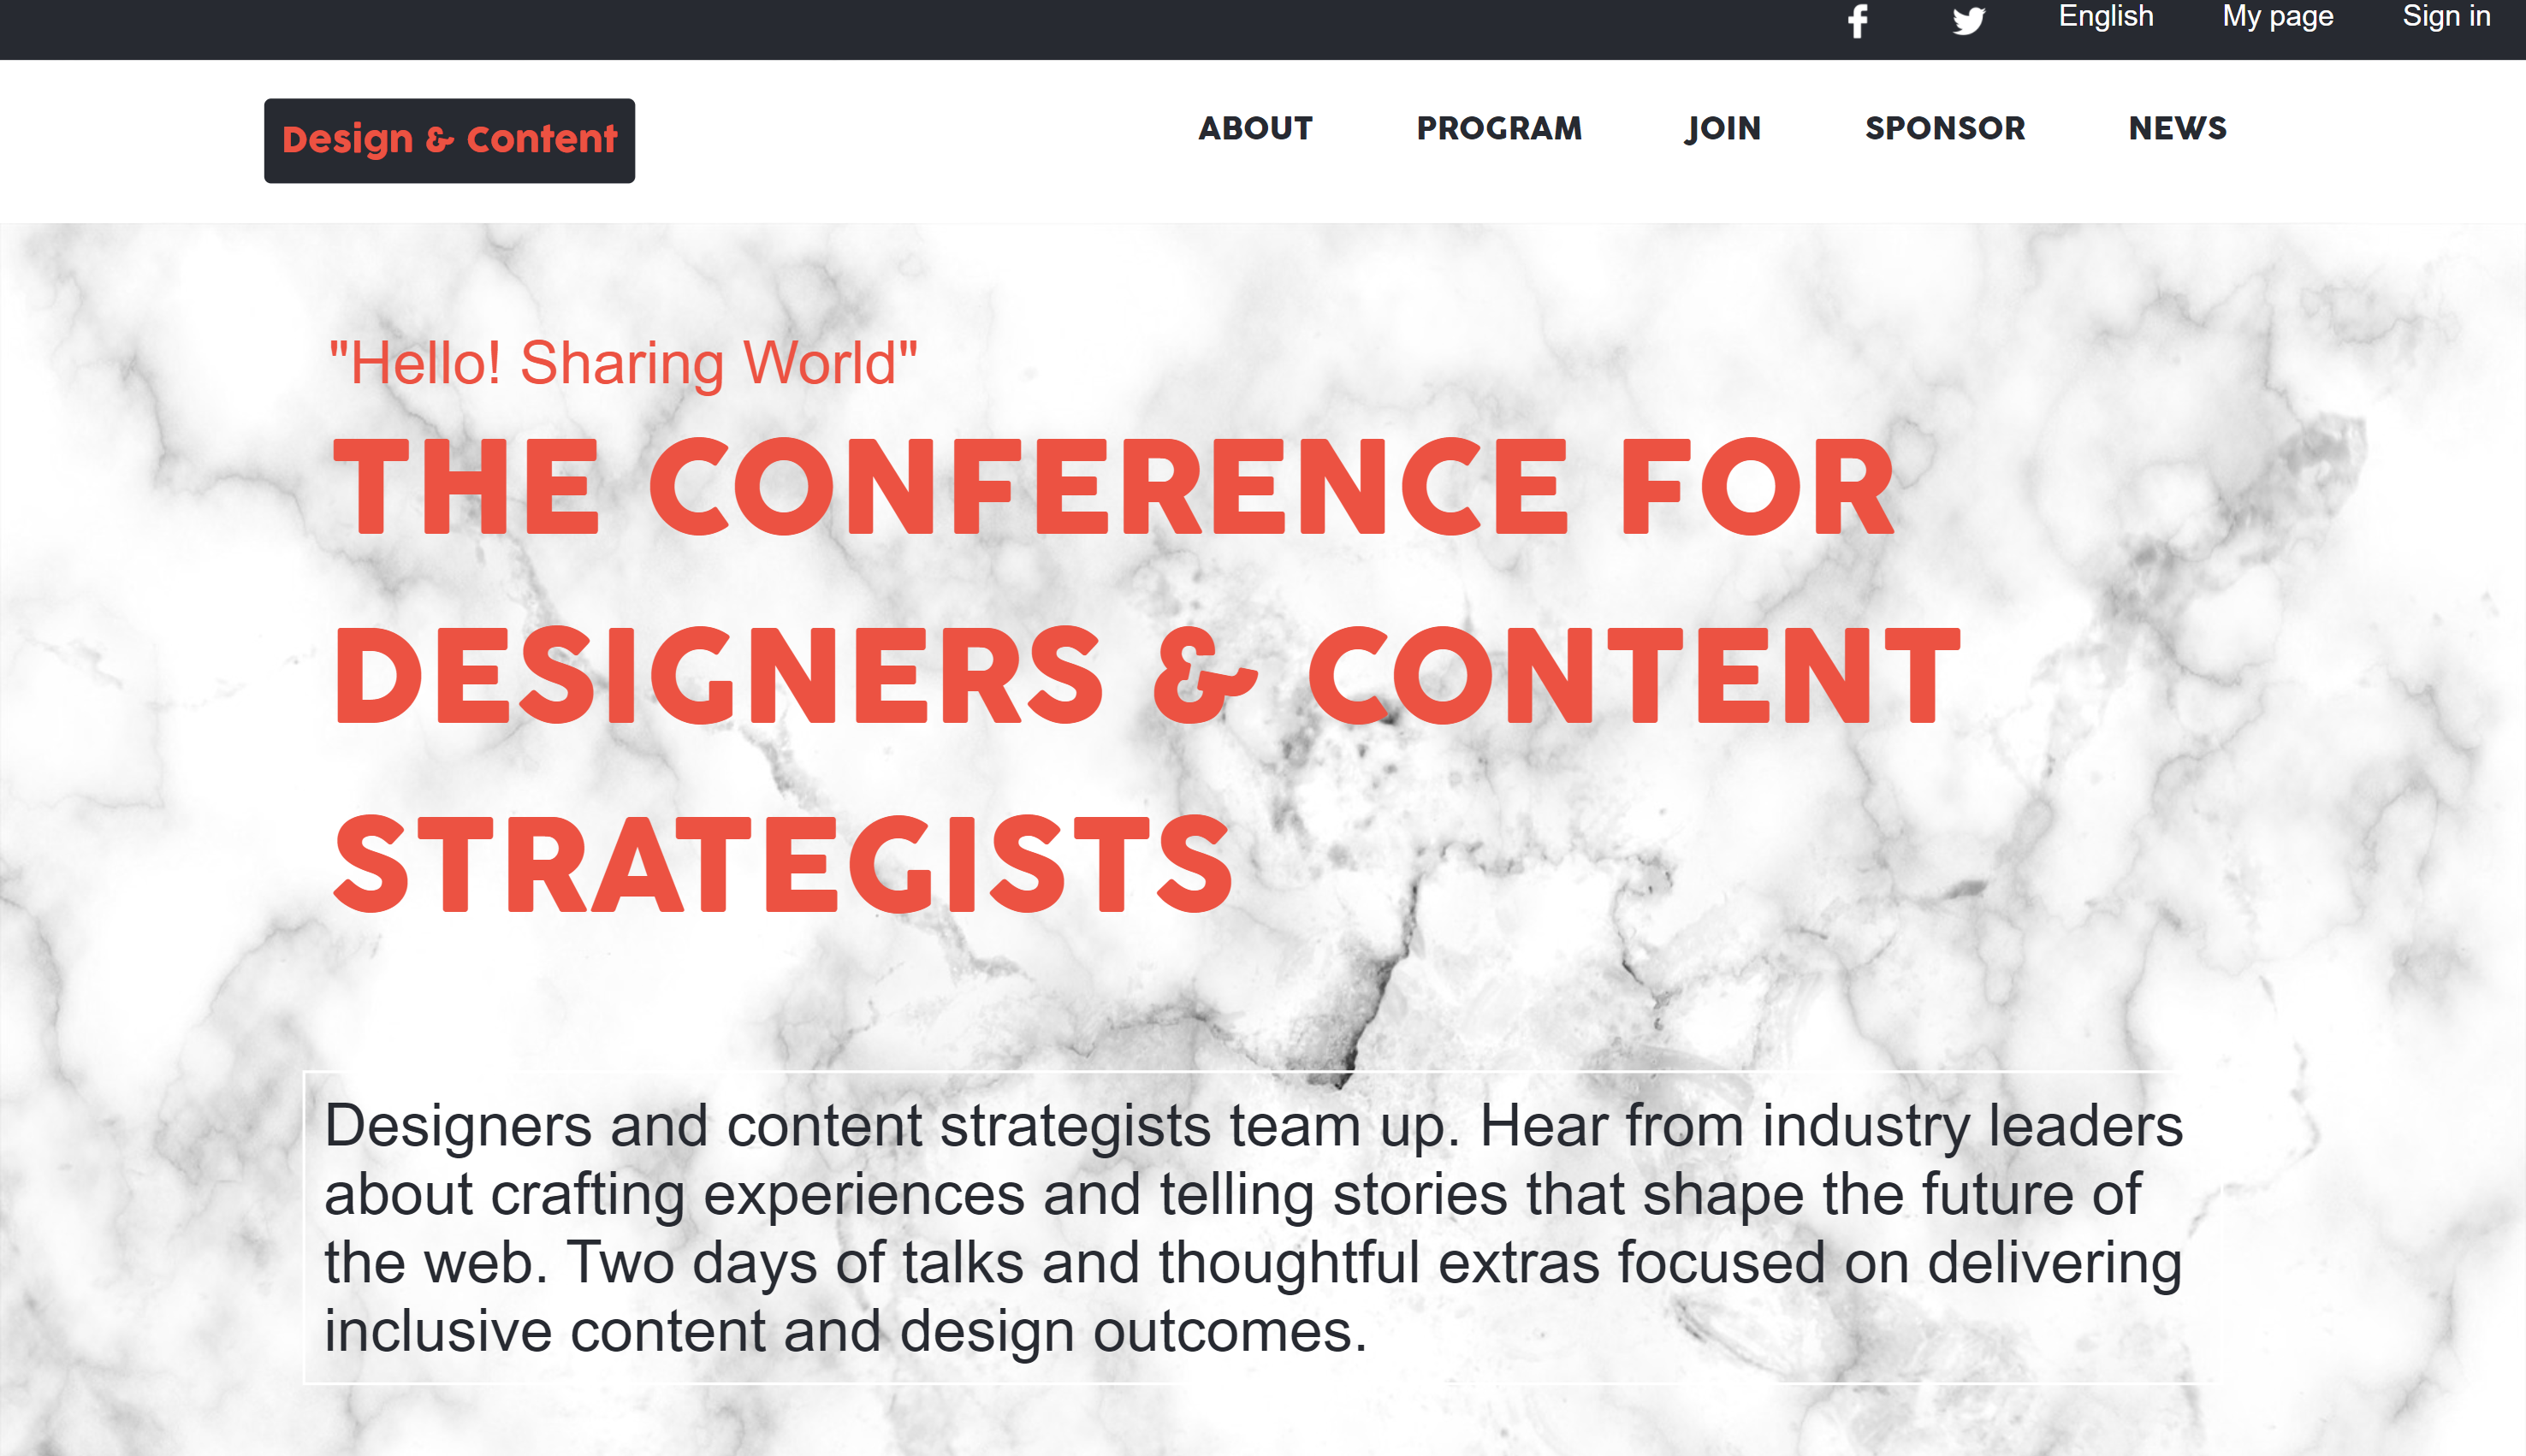 English
My page
Sign in
Design & Content
ABOUT
PROGRAM
JOIN
SPONSOR
NEWS
"Hello! Sharing World"
THE CONFERENCE FOR
DESIGNERS & CONTENT
STRATEGISTS
Designers and content strategists team up. Hear from industry leaders
about crafting experiences and telling stories that shape the future of
the web. Two days of talks and thoughtful extras focused on delivering
inclusive content and design outcomes.